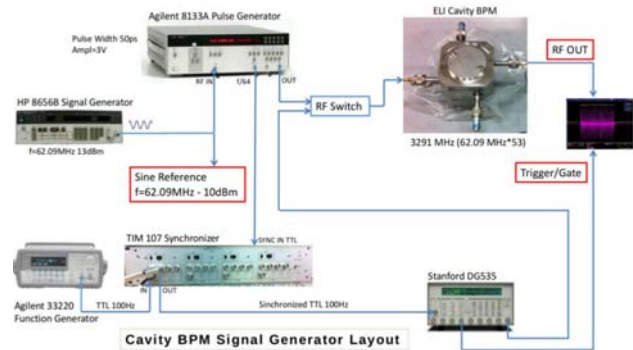 Agilent 8133A Pulse Generator
ELI Cavity BPM
Pulse Width 50ps
Ampl=3V
RF OUT
RF IN
f/64
OUT
HP 8656B Signal Generator
RF Switch
f=62.09MHz 13dBm
3291 MHz (62.09 MHz*53)
Sine Reference
f=62.09MHz - 10dBm
Trigger/Gate
TIM 107 Synchronizer
SYNC IN TTL
Stanford DG535
IN
OUT
TTL 100Hz
Sinchronized TTL 100Hz
Agilent 33220
Function Generator
Cavity BPM Signal Generator Layout